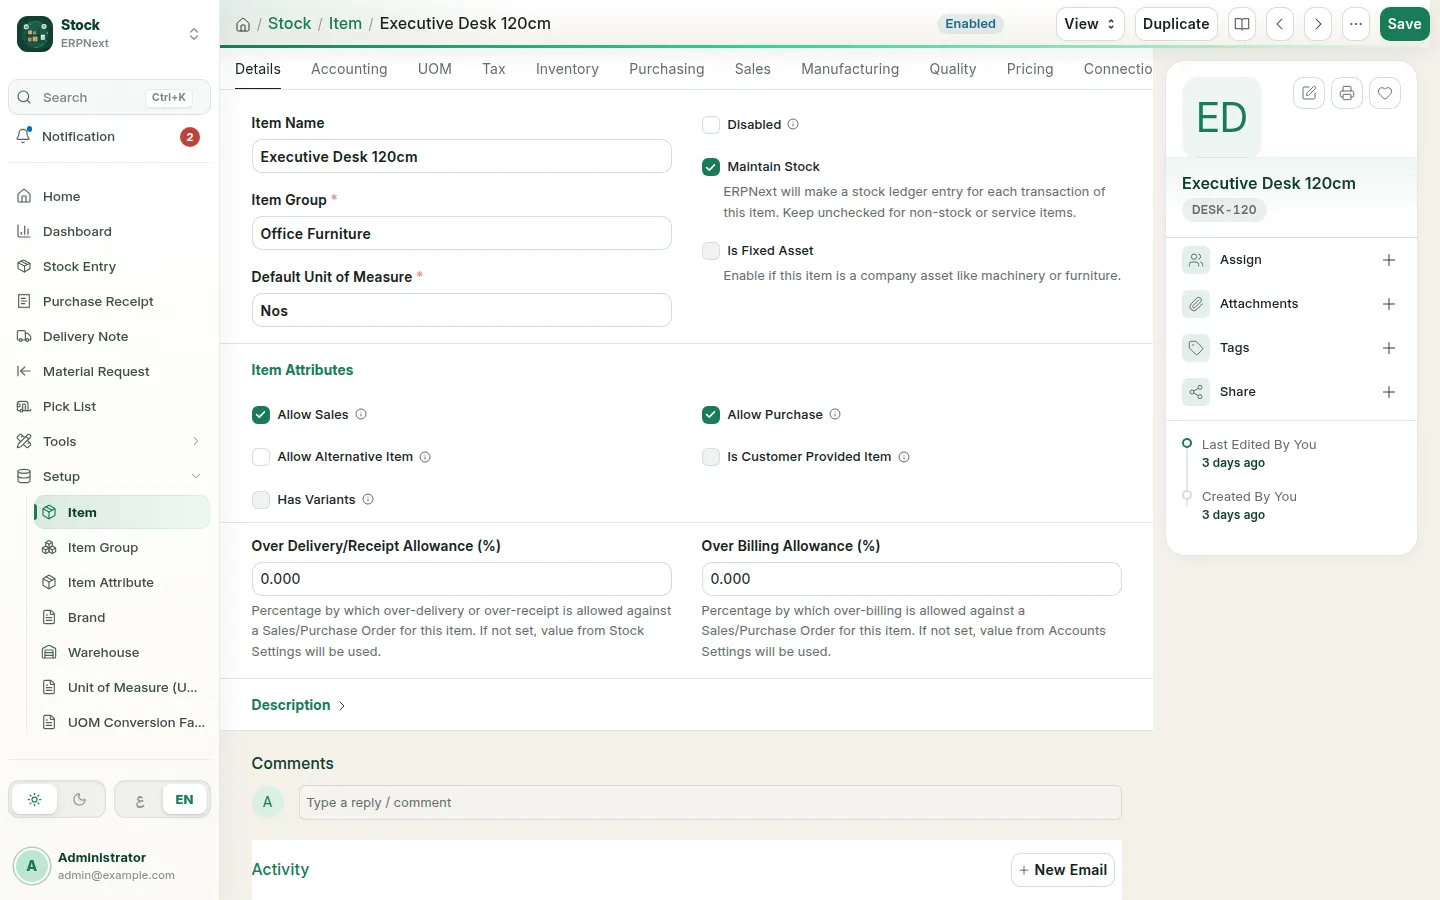 Stock
ERPNext
Search
Ctrl+K
Notification
2
Home
Dashboard
Stock Entry
Purchase Receipt
Delivery Note
Material Request
Pick List
Tools
Setup
Item
Item Group
Item Attribute
Brand
Warehouse
Unit of Measure (U...
UOM Conversion Fa...
ع
EN
A
Administrator
admin@example.com
/ Stock / Item / Executive Desk 120cm
Enabled
View
Duplicate
Save
Details
Accounting
UOM
Tax
Inventory
Purchasing
Sales
Manufacturing
Quality
Pricing
Connectio
Item Name
Executive Desk 120cm
Item Group *
Office Furniture
Default Unit of Measure *
Nos
Disabled
Maintain Stock
ERPNext will make a stock ledger entry for each transaction of
this item. Keep unchecked for non-stock or service items.
Is Fixed Asset
Enable if this item is a company asset like machinery or furniture.
Item Attributes
Allow Sales
Allow Alternative Item
Has Variants
Allow Purchase
Is Customer Provided Item
Over Delivery/Receipt Allowance (%)
0.000
Percentage by which over-delivery or over-receipt is allowed against
a Sales/Purchase Order for this item. If not set, value from Stock
Settings will be used.
Over Billing Allowance (%)
0.000
Percentage by which over-billing is allowed against a
Sales/Purchase Order for this item. If not set, value from Accounts
Settings will be used.
Description
Comments
A
Type a reply / comment
Activity
New Email
ED
Executive Desk 120cm
DESK-120
Assign
Attachments
Tags
Share
Last Edited By You
3 days ago
Created By You
3 days ago